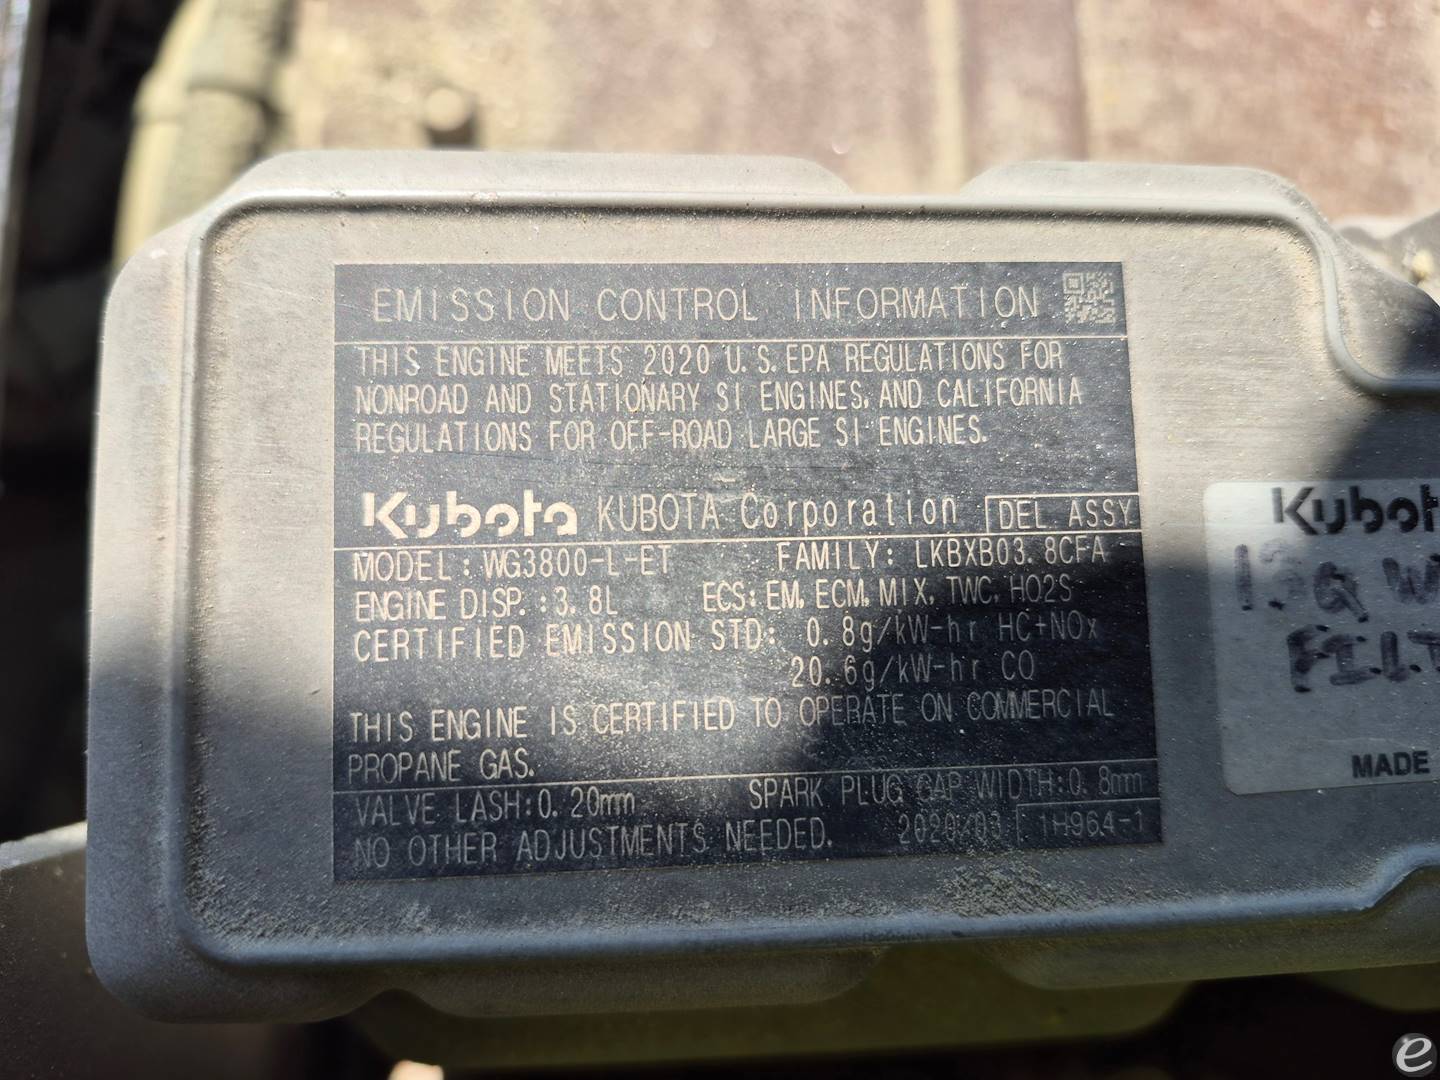 EMISSION CONTROL INFORMATION
THIS ENGINE MEETS 2020 U.S. EPA REGULATIONS FOR
NONROAD AND STATIONARY SI ENGINES, AND CALIFORNIA
REGULATIONS FOR OFF-ROAD LARGE SI ENGINES.
Kubota KUBOTA Corporation DEL ASSY
MODEL: WG3800-L-ET FAMILY: LKBXB03.8CFA
ENGINE DISP.: 3.8L ECS: EM, ECM, MIX, TWC, HO2S
CERTIFIED EMISSION STD: 0.8g/kW-hr HC+NOx
20.6g/kW-hr CO
THIS ENGINE IS CERTIFIED TO OPERATE ON COMMERCIAL
PROPANE GAS.
VALVE LASH: 0.20mm SPARK PLUG GAP WIDTH: 0.8mm
NO OTHER ADJUSTMENTS NEEDED. 2020/03 1H964-1
Kubot
13Q W
FILT
MADE
e